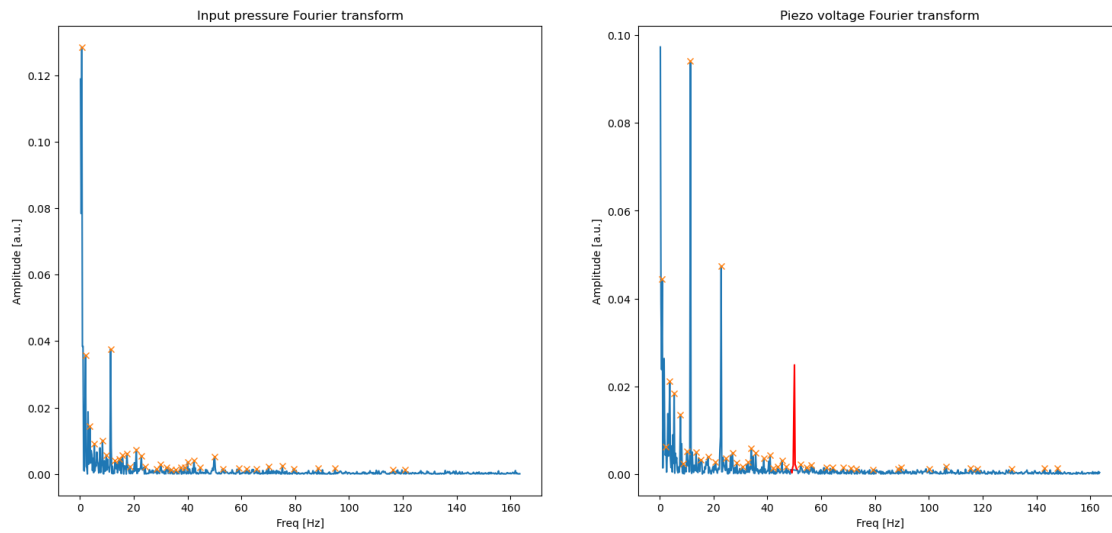 Input pressure Fourier transform
0.12
0.10
0.08
0.06
0.04
0.02
0.00
Amplitude [a.u.]
0 20 40 60 80 100 120 140 160
Freq [Hz]
Piezo voltage Fourier transform
0.10
0.08
0.06
0.04
0.02
0.00
Amplitude [a.u.]
0 20 40 60 80 100 120 140 160
Freq [Hz]